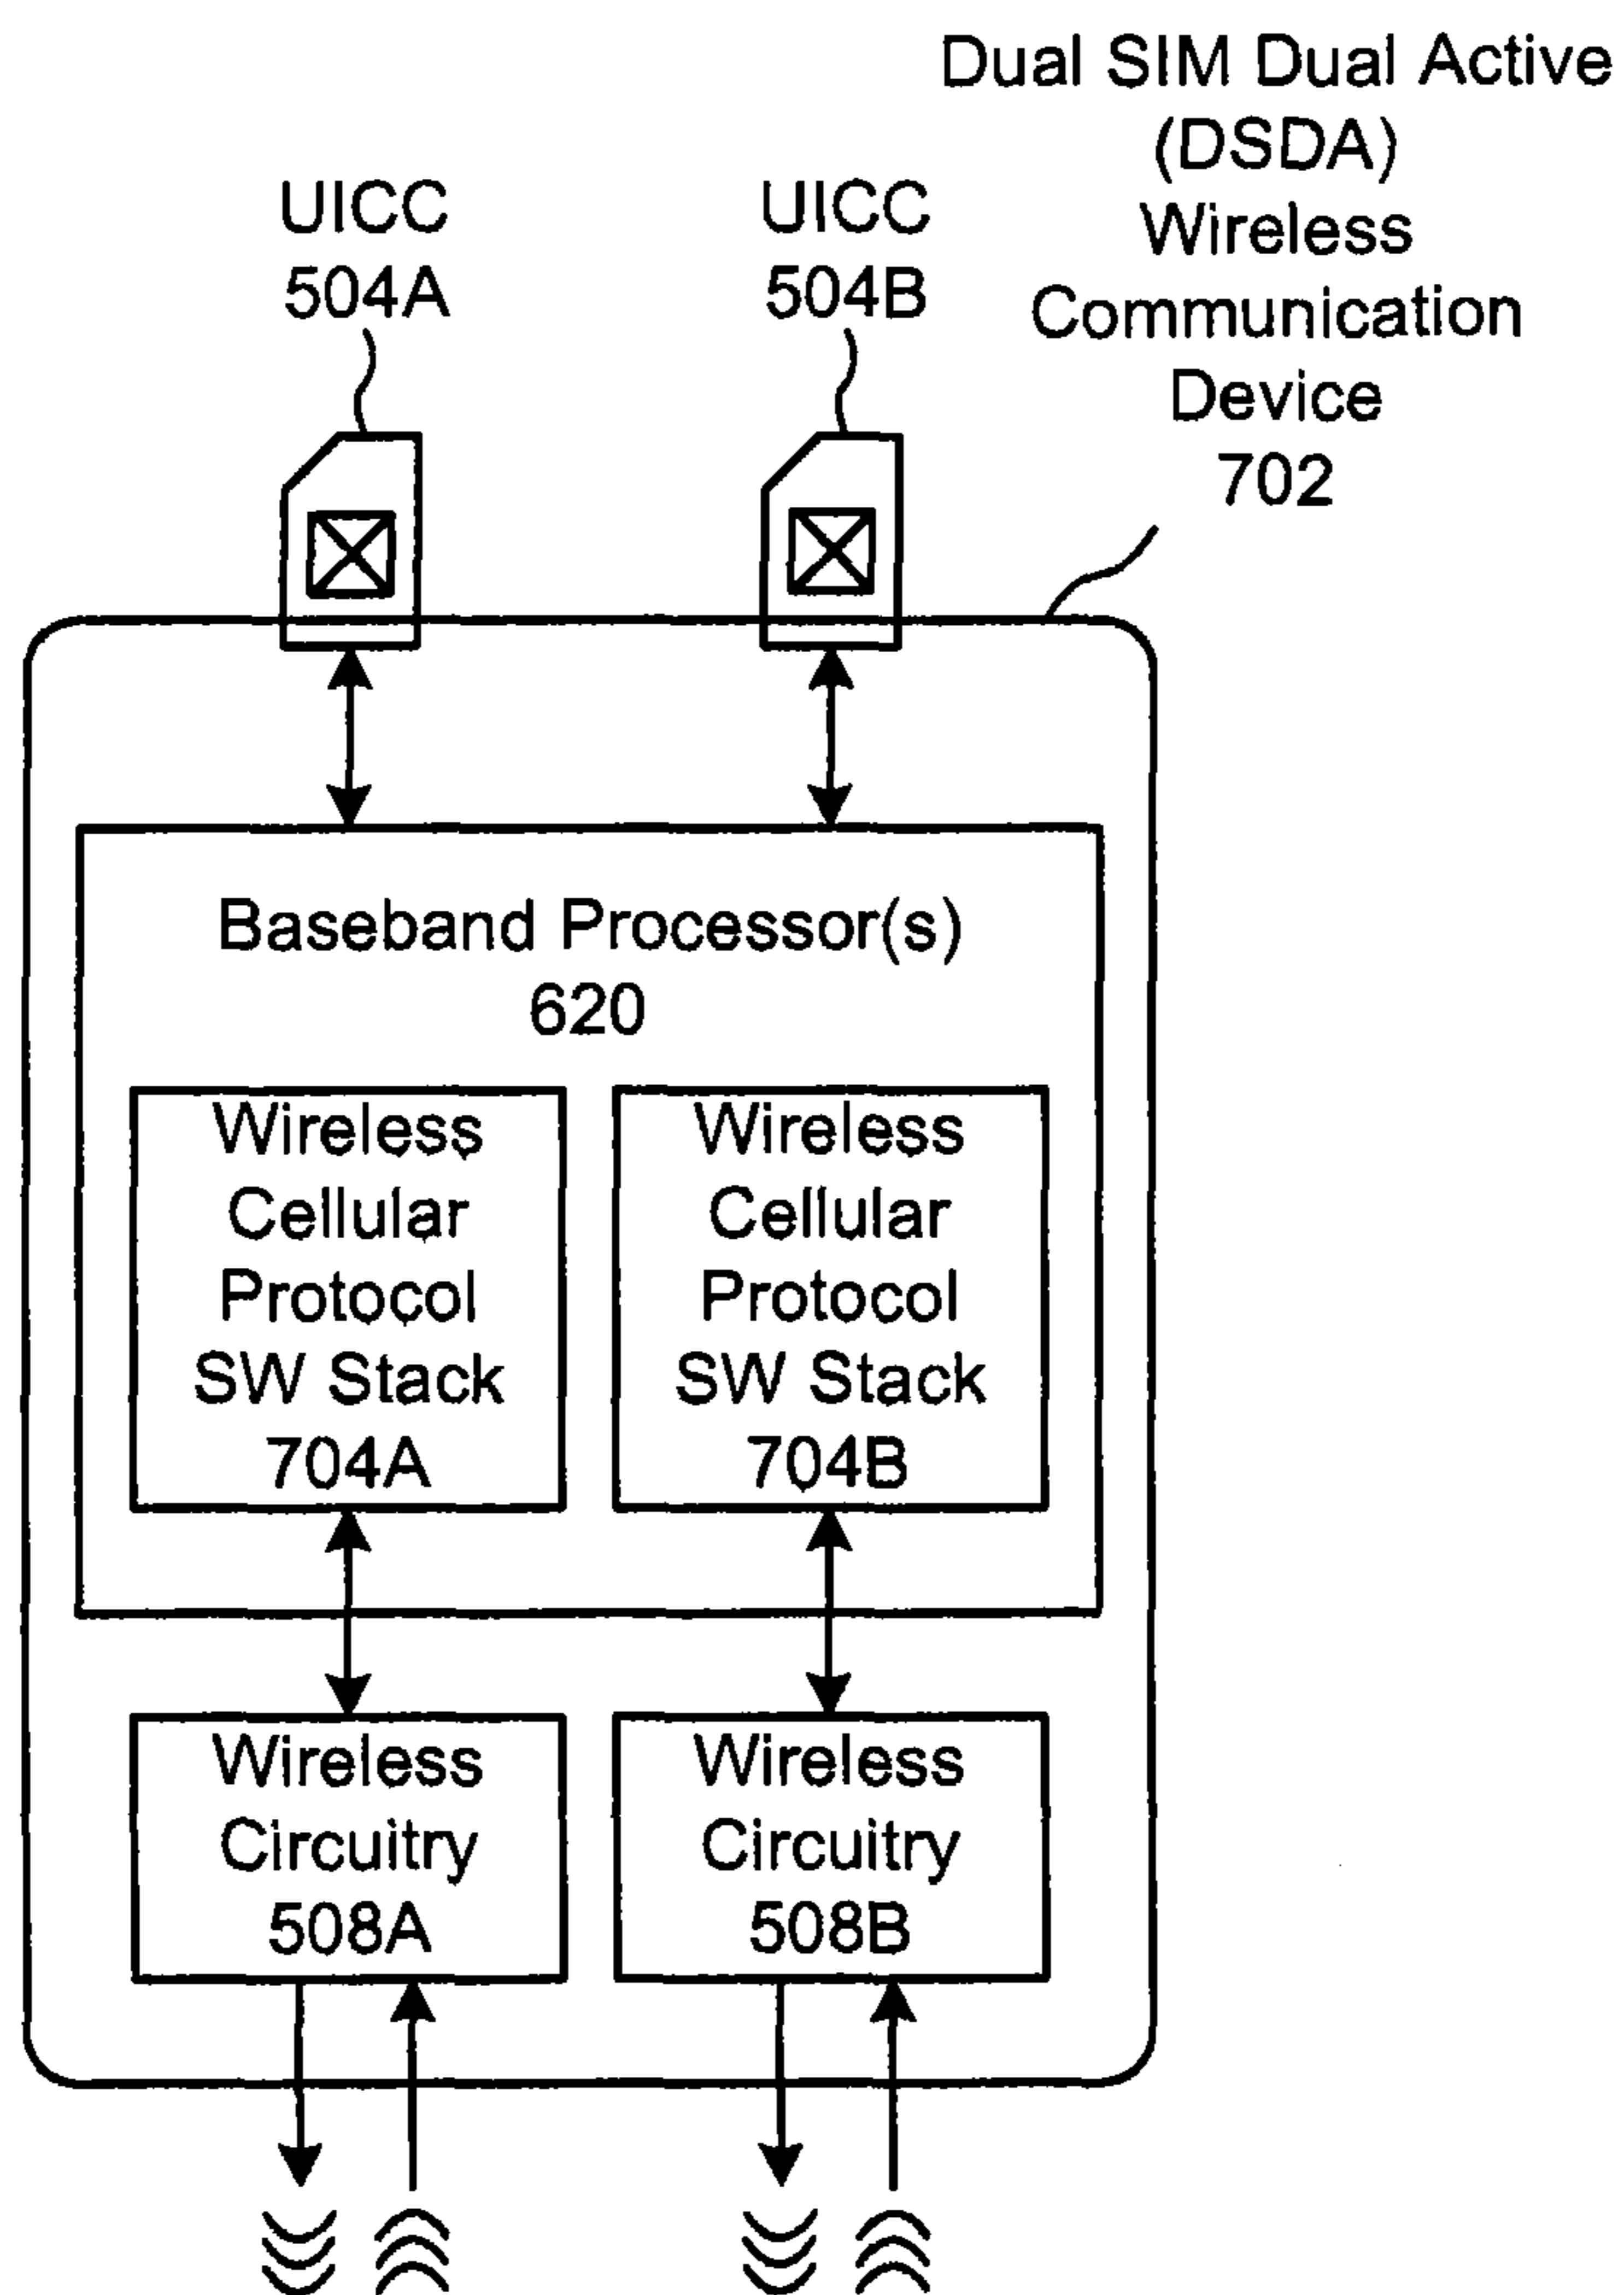 Dual SIM Dual Active
(DSDA)
Wireless
Communication
Device
702
UICC
504A
UICC
504B
Baseband Processor(s)
620
Wireless
Cellular
Protocol
SW Stack
704A
Wireless
Cellular
Protocol
SW Stack
704B
Wireless
Circuitry
508A
Wireless
Circuitry
508B